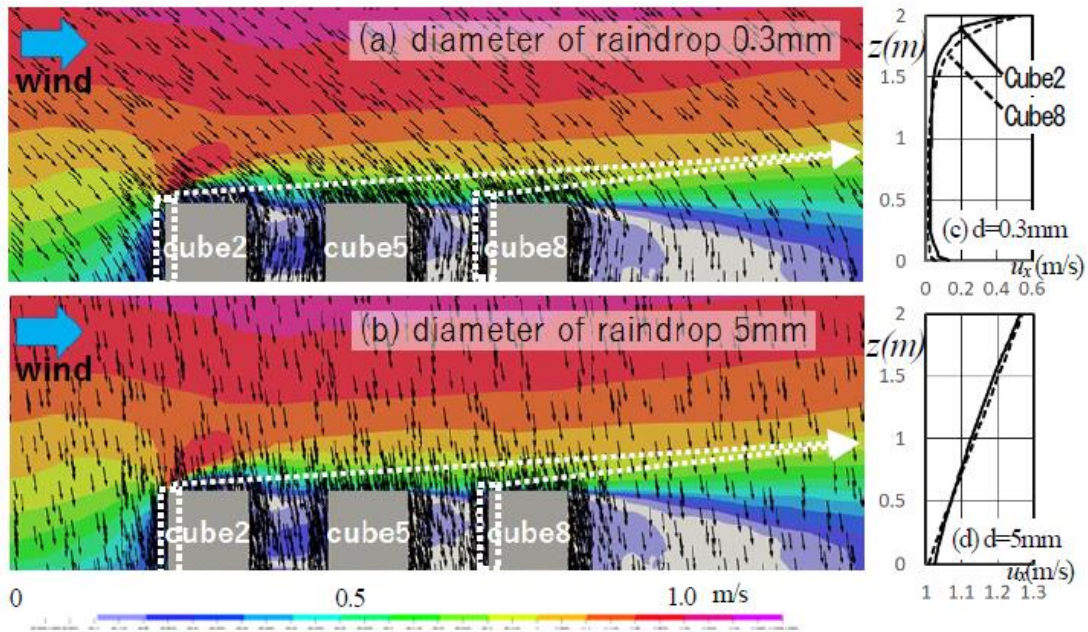 (a) diameter of raindrop 0.3mm
wind
cube2
cube5
cube8
2
z(m)
1.5
Cube2
Cube8
1
0.5
(c) d=0.3mm
0
uₓ(m/s)
0 0.2 0.4 0.6
(b) diameter of raindrop 5mm
wind
cube2
cube5
cube8
2
z(m)
1.5
1
0.5
(d) d=5mm
0
uₓ(m/s)
1 1.1 1.2 1.3
0 0.5 1.0 m/s